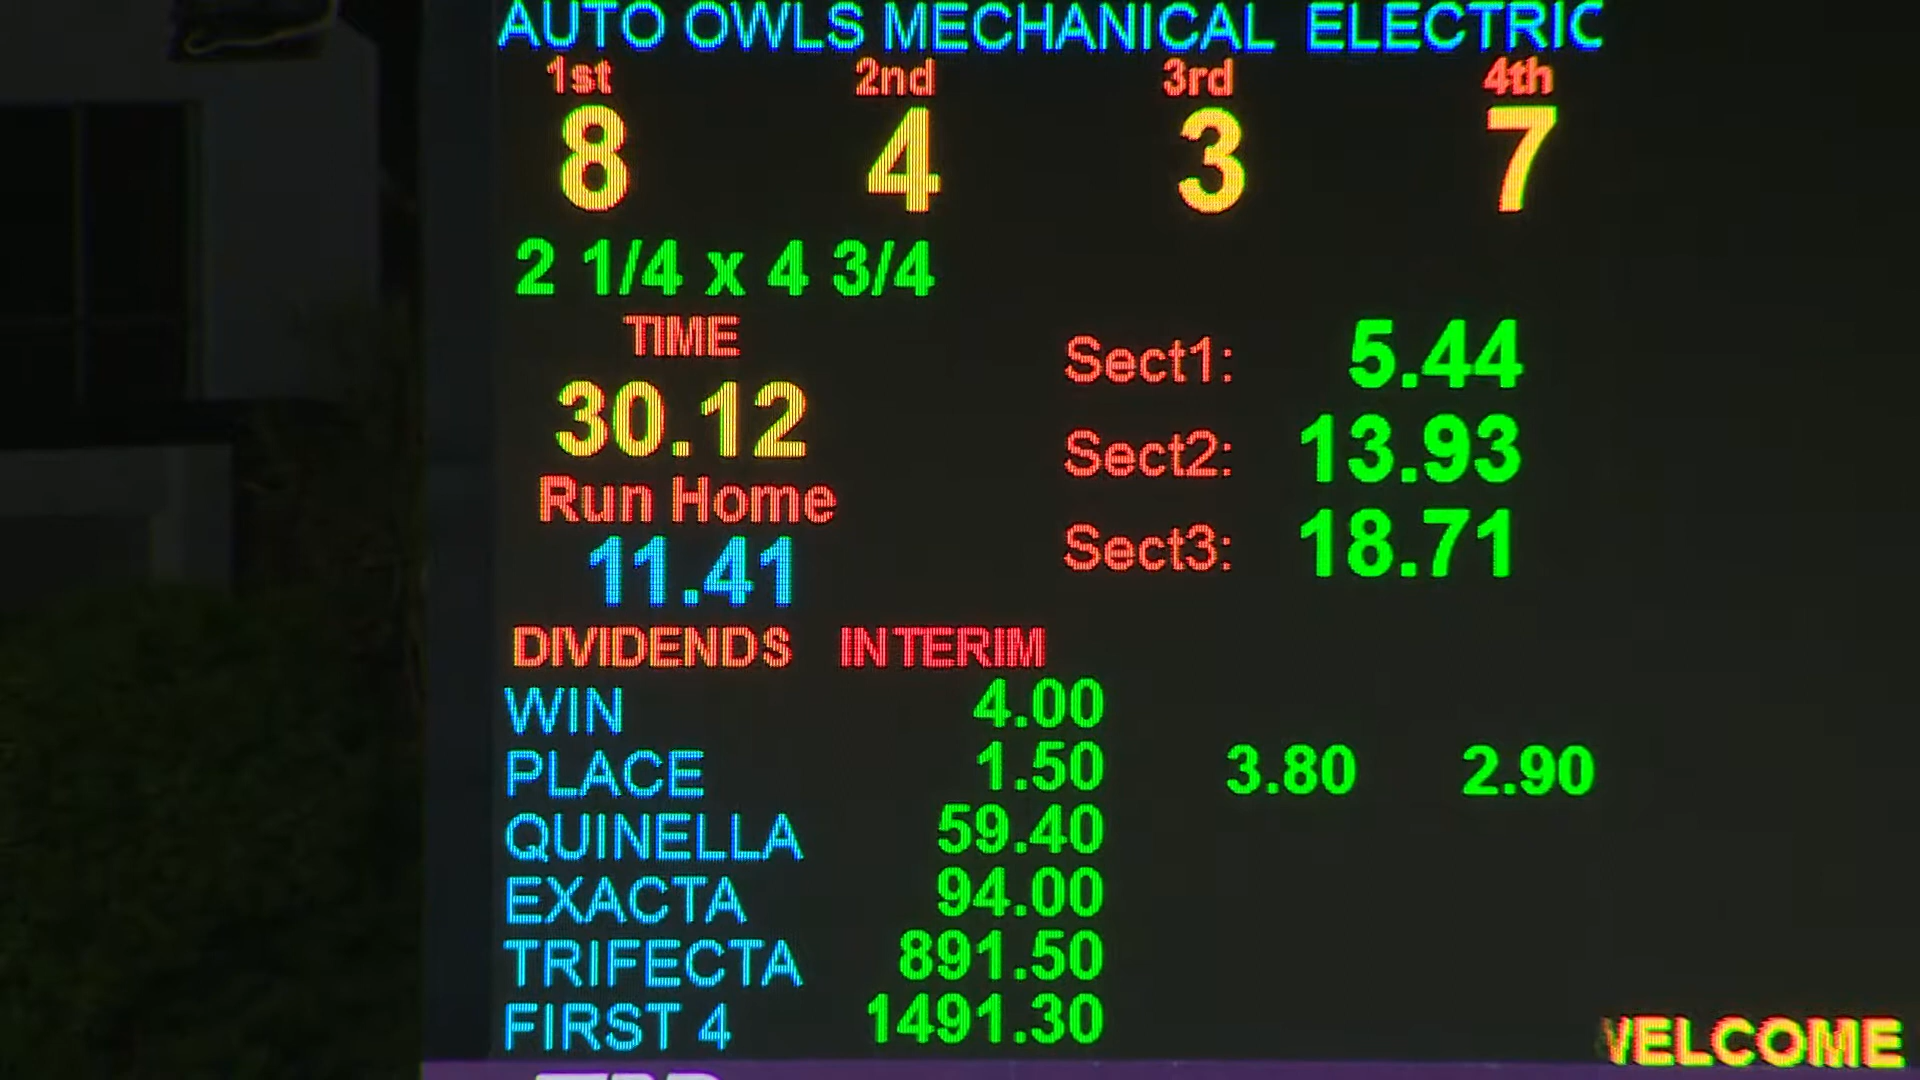 AUTO OWLS MECHANICAL ELECTRIC
1st 2nd 3rd 4th
8 4 3 7
2 1/4 x 4 3/4
TIME
30.12
Run Home
11.41
Sect1: 5.44
Sect2: 13.93
Sect3: 18.71
DIVIDENDS INTERIM
WIN 4.00
PLACE 1.50 3.80 2.90
QUINELLA 59.40
EXACTA 94.00
TRIFECTA 891.50
FIRST 4 1491.30
WELCOME